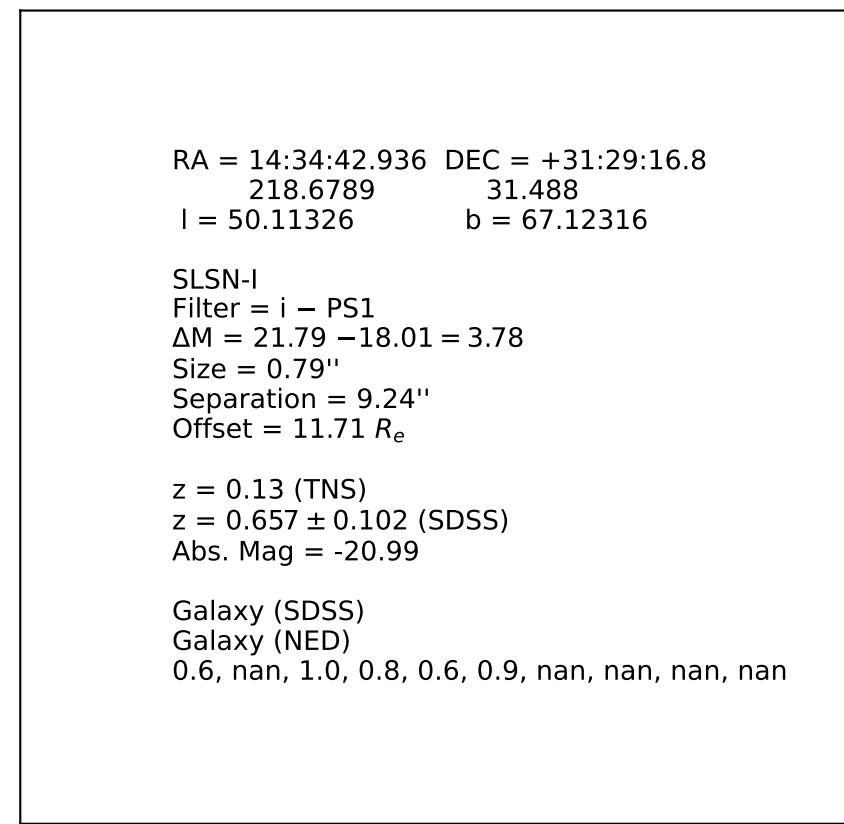 RA = 14:34:42.936  DEC = +31:29:16.8
218.6789 31.488
l = 50.11326 b = 67.12316
SLSN-I
Filter = i − PS1
ΔM = 21.79 −18.01 = 3.78
Size = 0.79''
Separation = 9.24''
Offset = 11.71 Rₑ
z = 0.13 (TNS)
z = 0.657 ± 0.102 (SDSS)
Abs. Mag = -20.99
Galaxy (SDSS)
Galaxy (NED)
0.6, nan, 1.0, 0.8, 0.6, 0.9, nan, nan, nan, nan